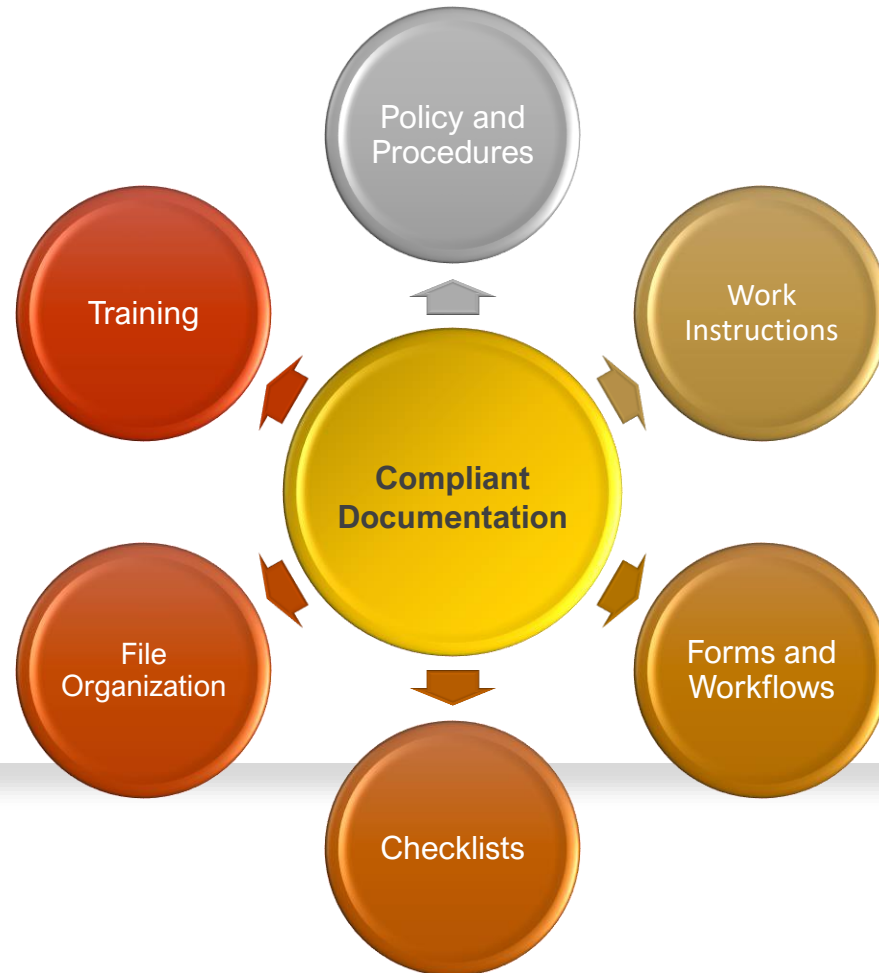 Policy and
Procedures
Training
Work
Instructions
Compliant
Documentation
File
Organization
Forms and
Workflows
Checklists